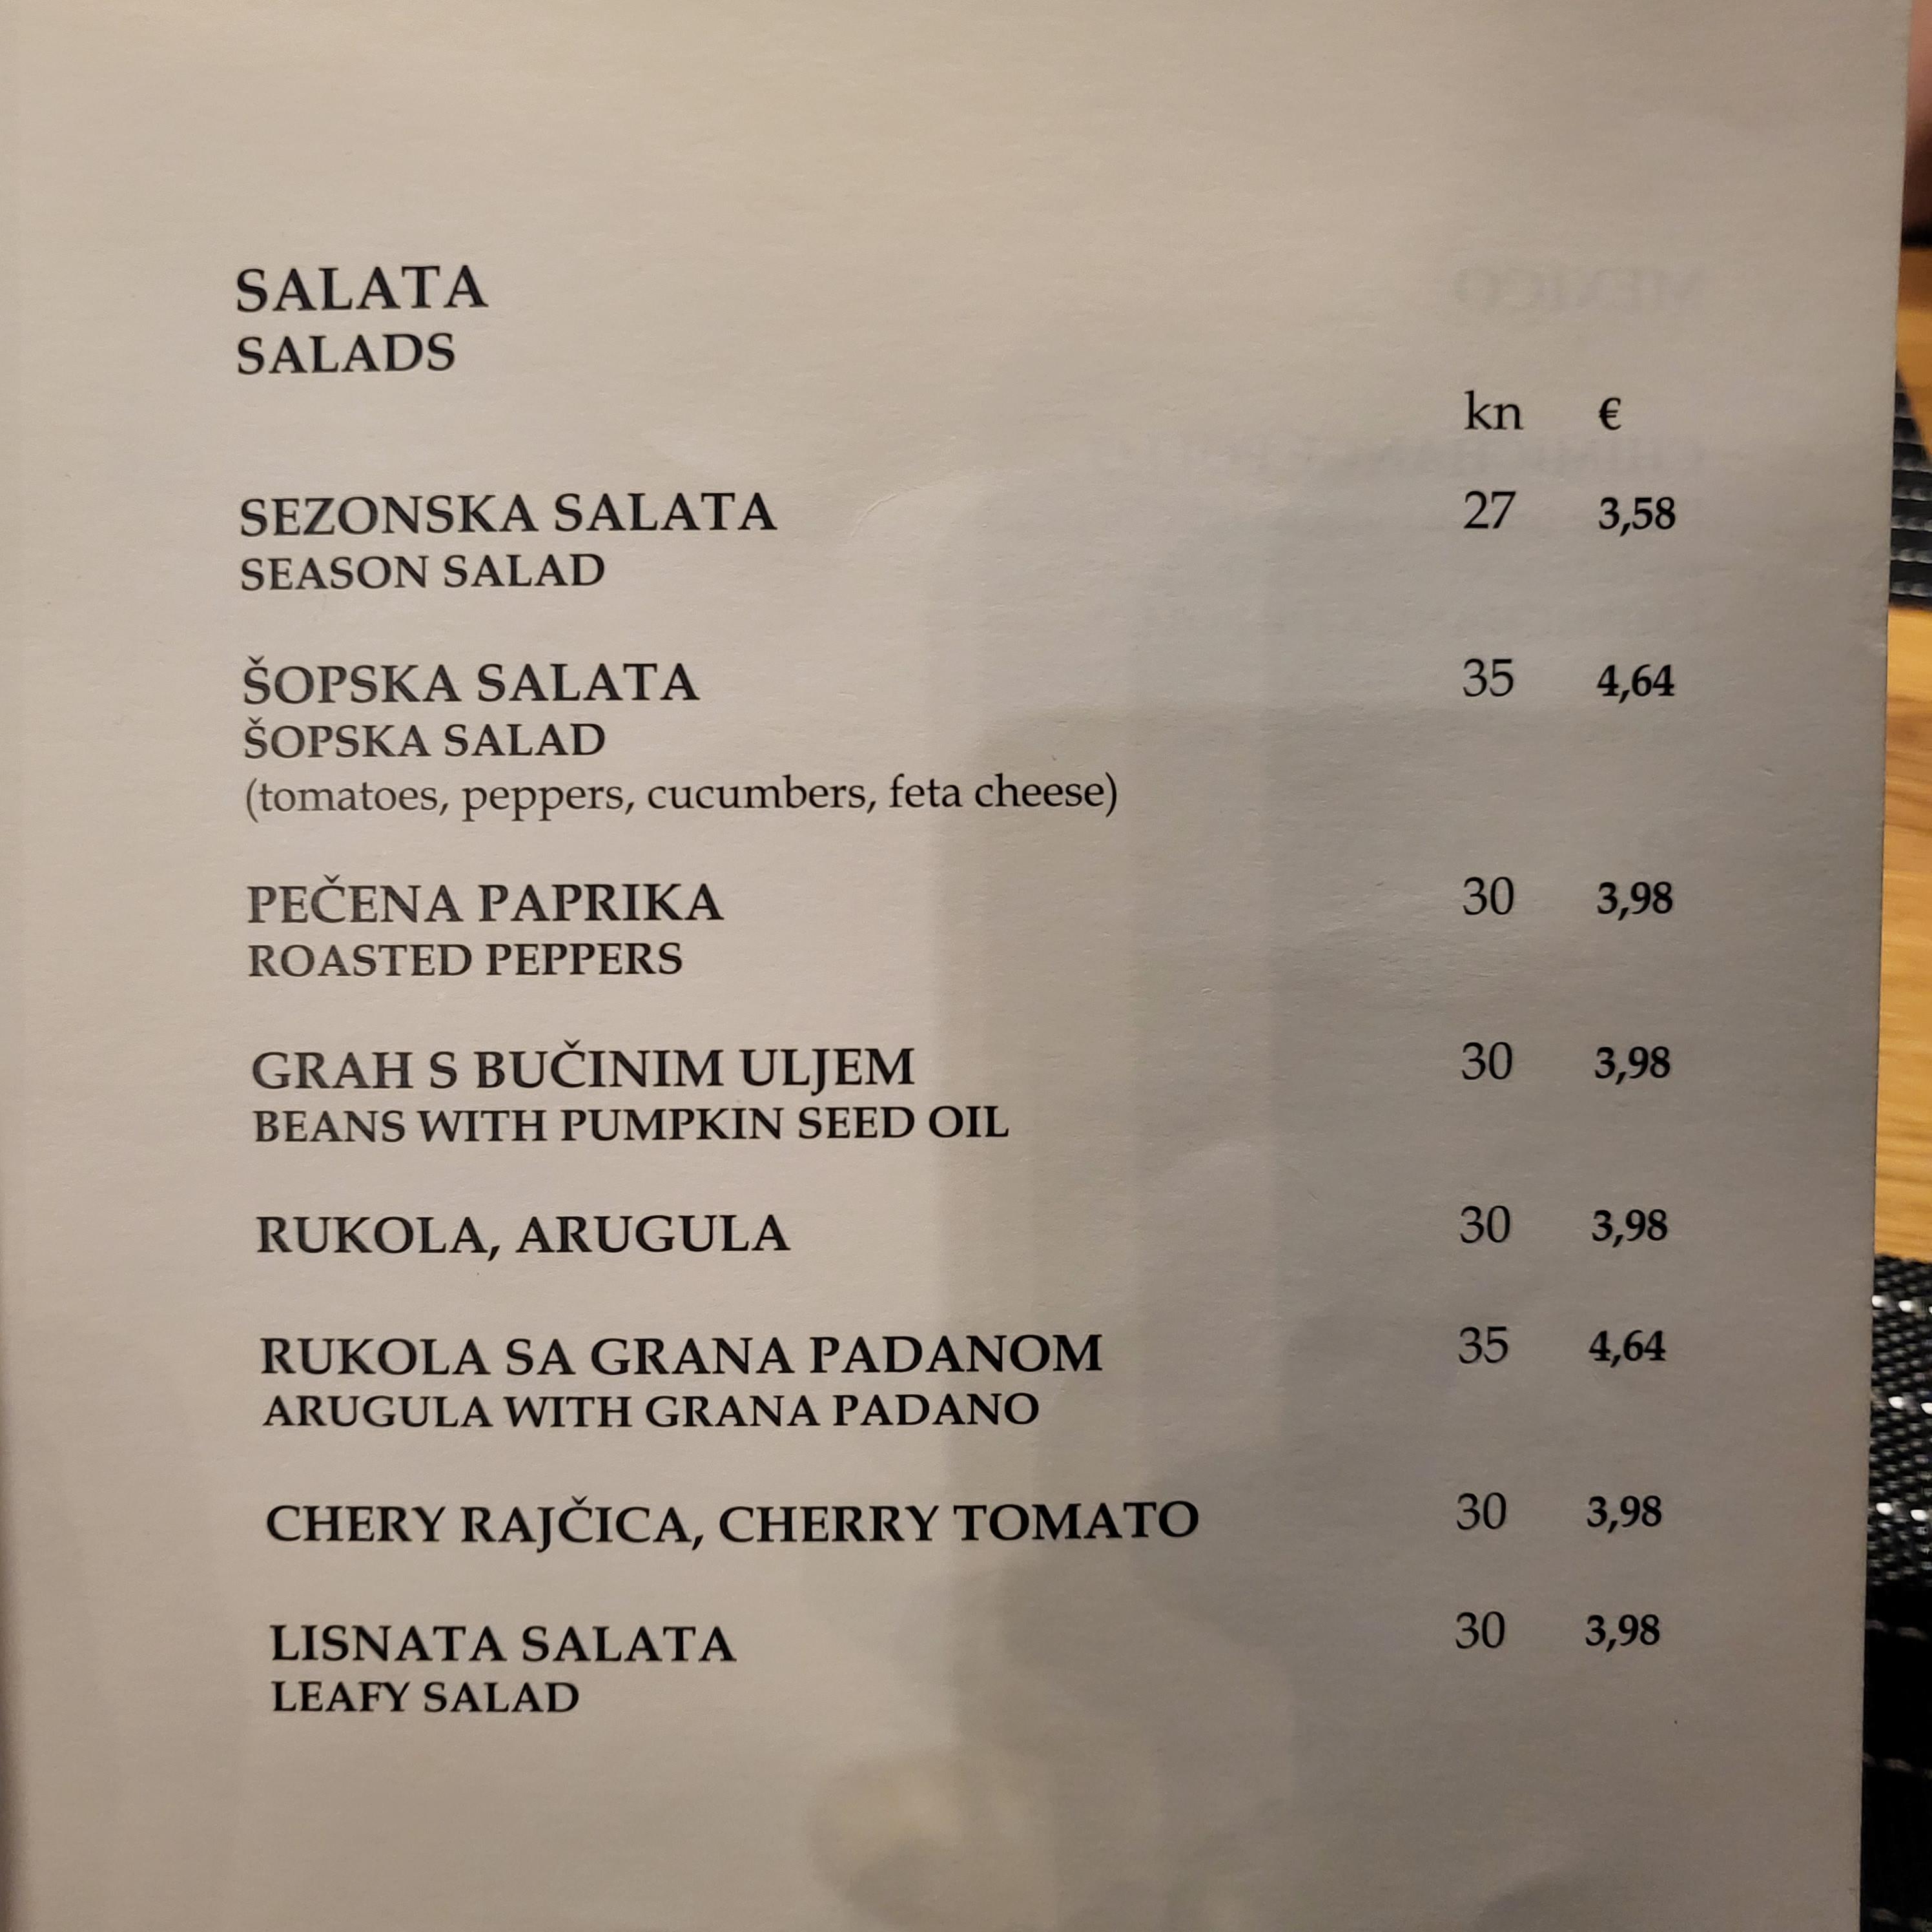 SALATA
SALADS
kn €
SEZONSKA SALATA 27 3,58
SEASON SALAD
ŠOPSKA SALATA 35 4,64
ŠOPSKA SALAD
(tomatoes, peppers, cucumbers, feta cheese)
PEČENA PAPRIKA 30 3,98
ROASTED PEPPERS
GRAH S BUČINIM ULJEM 30 3,98
BEANS WITH PUMPKIN SEED OIL
RUKOLA, ARUGULA 30 3,98
RUKOLA SA GRANA PADANOM 35 4,64
ARUGULA WITH GRANA PADANO
CHERY RAJČICA, CHERRY TOMATO 30 3,98
LISNATA SALATA 30 3,98
LEAFY SALAD